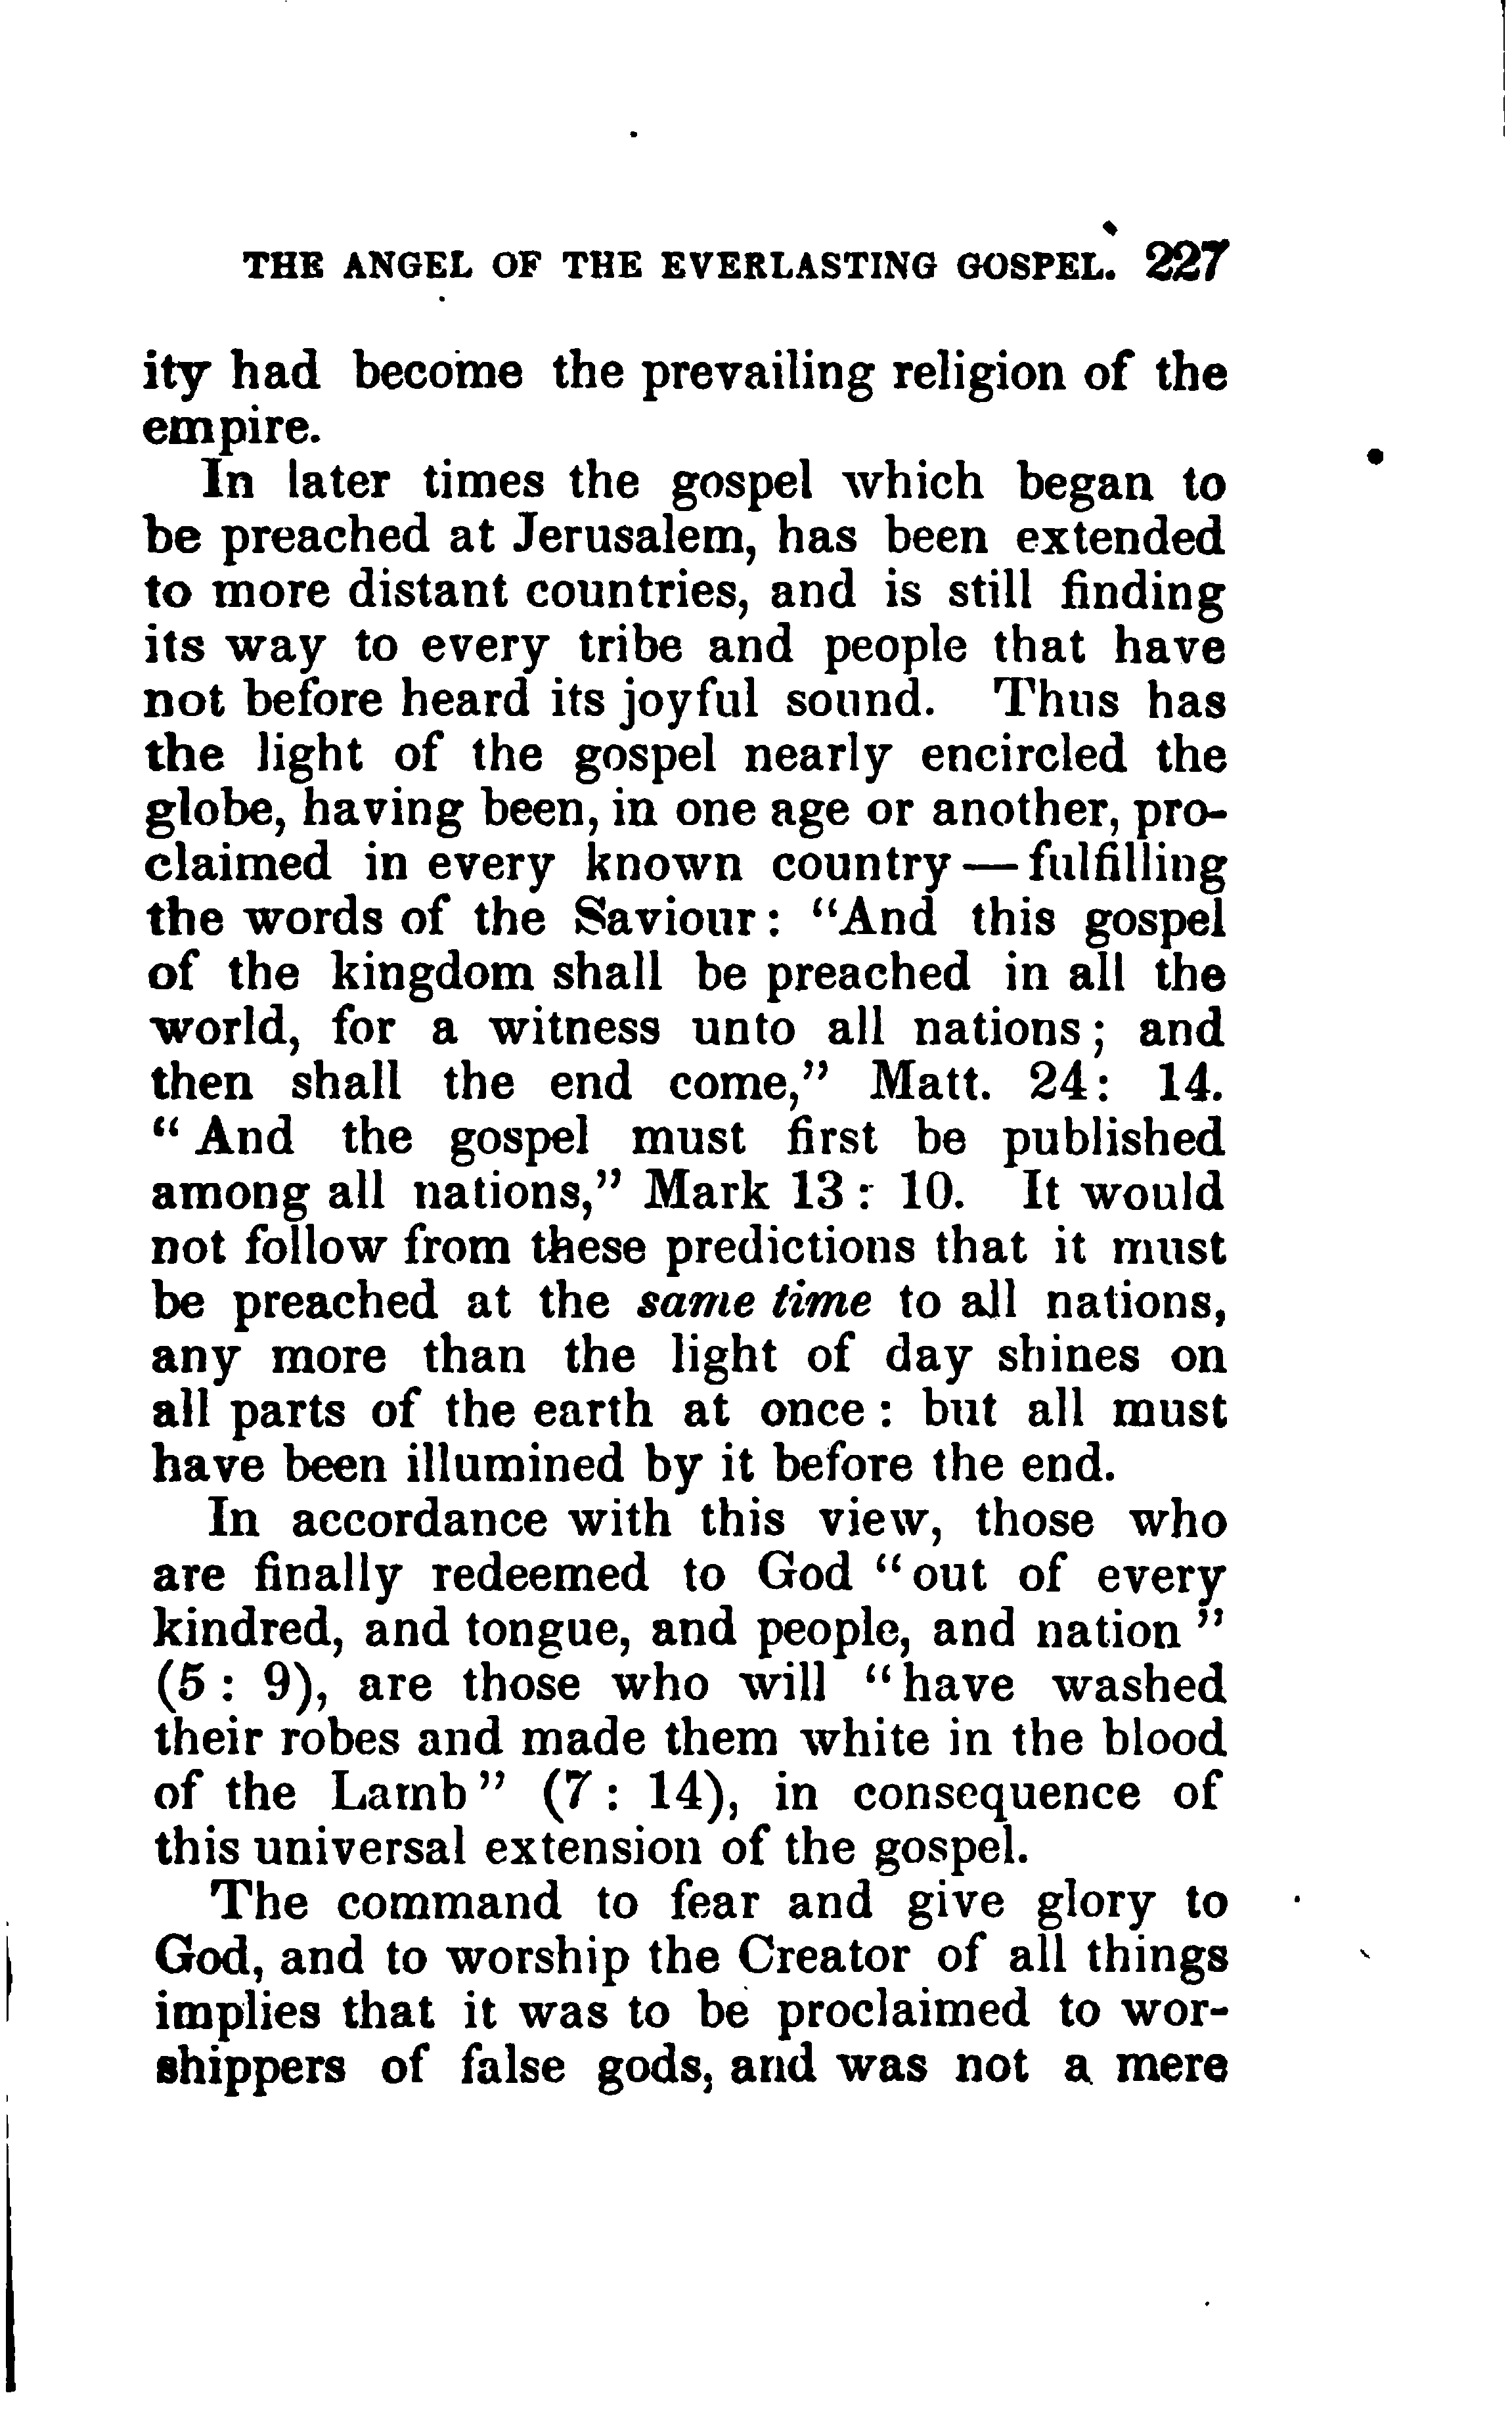 THE ANGEL OF THE EVERLASTING GOSPEL. 227
ity had become the prevailing religion of the
empire.
In later times the gospel which began to
be preached at Jerusalem, has been extended
to more distant countries, and is still finding
its way to every tribe and people that have
not before heard its joyful sound. Thus has
the light of the gospel nearly encircled the
globe, having been, in one age or another, pro-
claimed in every known country — fulfilling
the words of the Saviour: "And this gospel
of the kingdom shall be preached in all the
world, for a witness unto all nations; and
then shall the end come," Matt. 24: 14.
"And the gospel must first be published
among all nations," Mark 13: 10. It would
not follow from these predictions that it must
be preached at the same time to all nations,
any more than the light of day shines on
all parts of the earth at once: but all must
have been illumined by it before the end.
In accordance with this view, those who
are finally redeemed to God "out of every
kindred, and tongue, and people, and nation"
(5: 9), are those who will "have washed
their robes and made them white in the blood
of the Lamb" (7: 14), in consequence of
this universal extension of the gospel.
The command to fear and give glory to
God, and to worship the Creator of all things
implies that it was to be proclaimed to wor-
shippers of false gods, and was not a mere